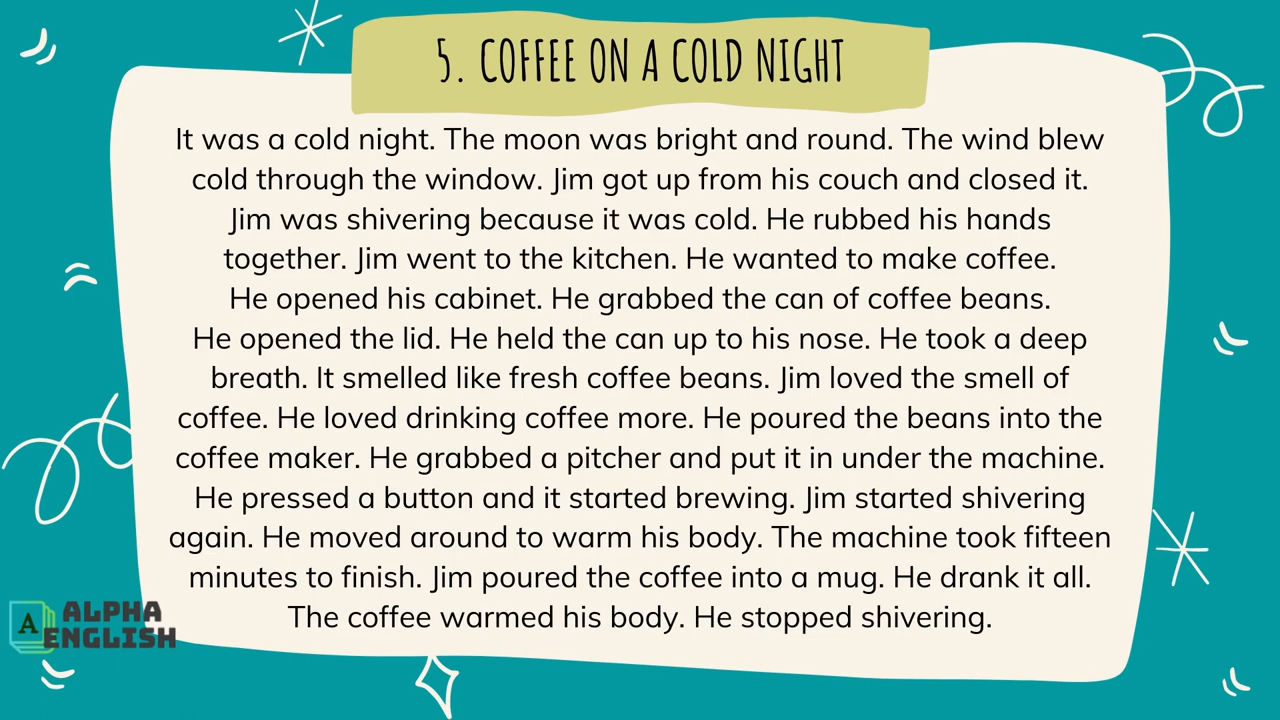 5. COFFEE ON A COLD NIGHT
It was a cold night. The moon was bright and round. The wind blew
cold through the window. Jim got up from his couch and closed it.
Jim was shivering because it was cold. He rubbed his hands
together. Jim went to the kitchen. He wanted to make coffee.
He opened his cabinet. He grabbed the can of coffee beans.
He opened the lid. He held the can up to his nose. He took a deep
breath. It smelled like fresh coffee beans. Jim loved the smell of
coffee. He loved drinking coffee more. He poured the beans into the
coffee maker. He grabbed a pitcher and put it in under the machine.
He pressed a button and it started brewing. Jim started shivering
again. He moved around to warm his body. The machine took fifteen
minutes to finish. Jim poured the coffee into a mug. He drank it all.
The coffee warmed his body. He stopped shivering.
A ALPHA
ENGLISH